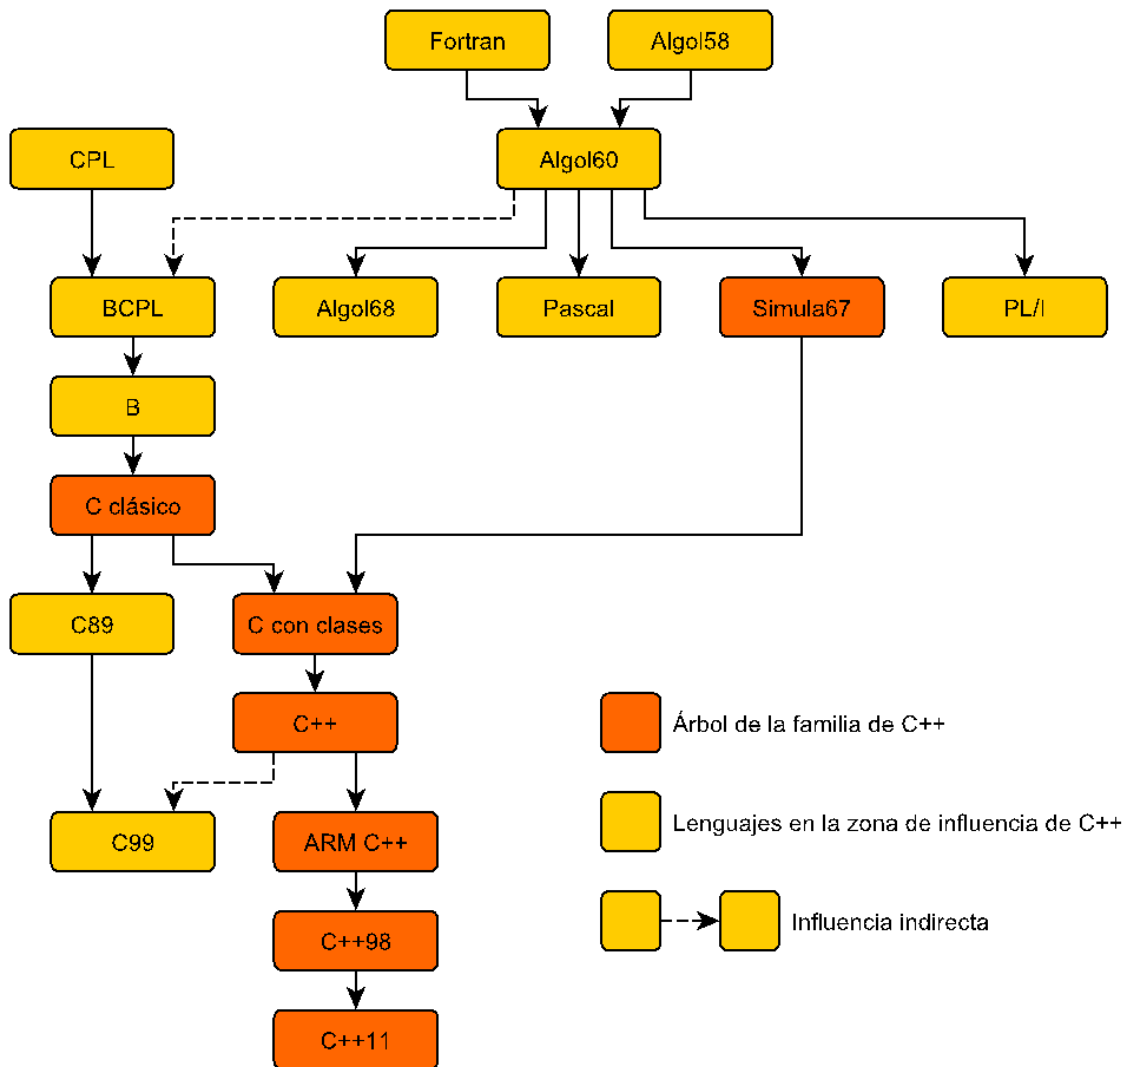 Fortran
Algol58
CPL
Algol60
BCPL
Algol68
Pascal
Simula67
PL/I
B
C clásico
C89
C con clases
C++
Árbol de la familia de C++
C99
ARM C++
Lenguajes en la zona de influencia de C++
C++98
Influencia indirecta
C++11